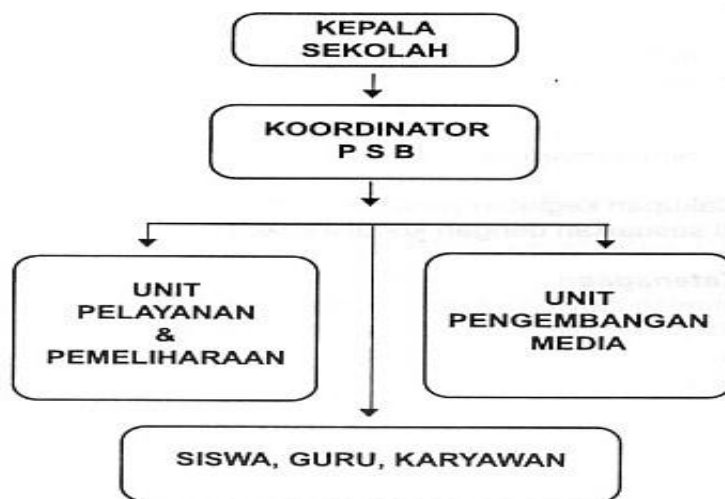 KEPALA
SEKOLAH
KOORDINATOR
P S B
UNIT
PELAYANAN
&
PEMELIHARAAN
UNIT
PENGEMBANGAN
MEDIA
SISWA, GURU, KARYAWAN